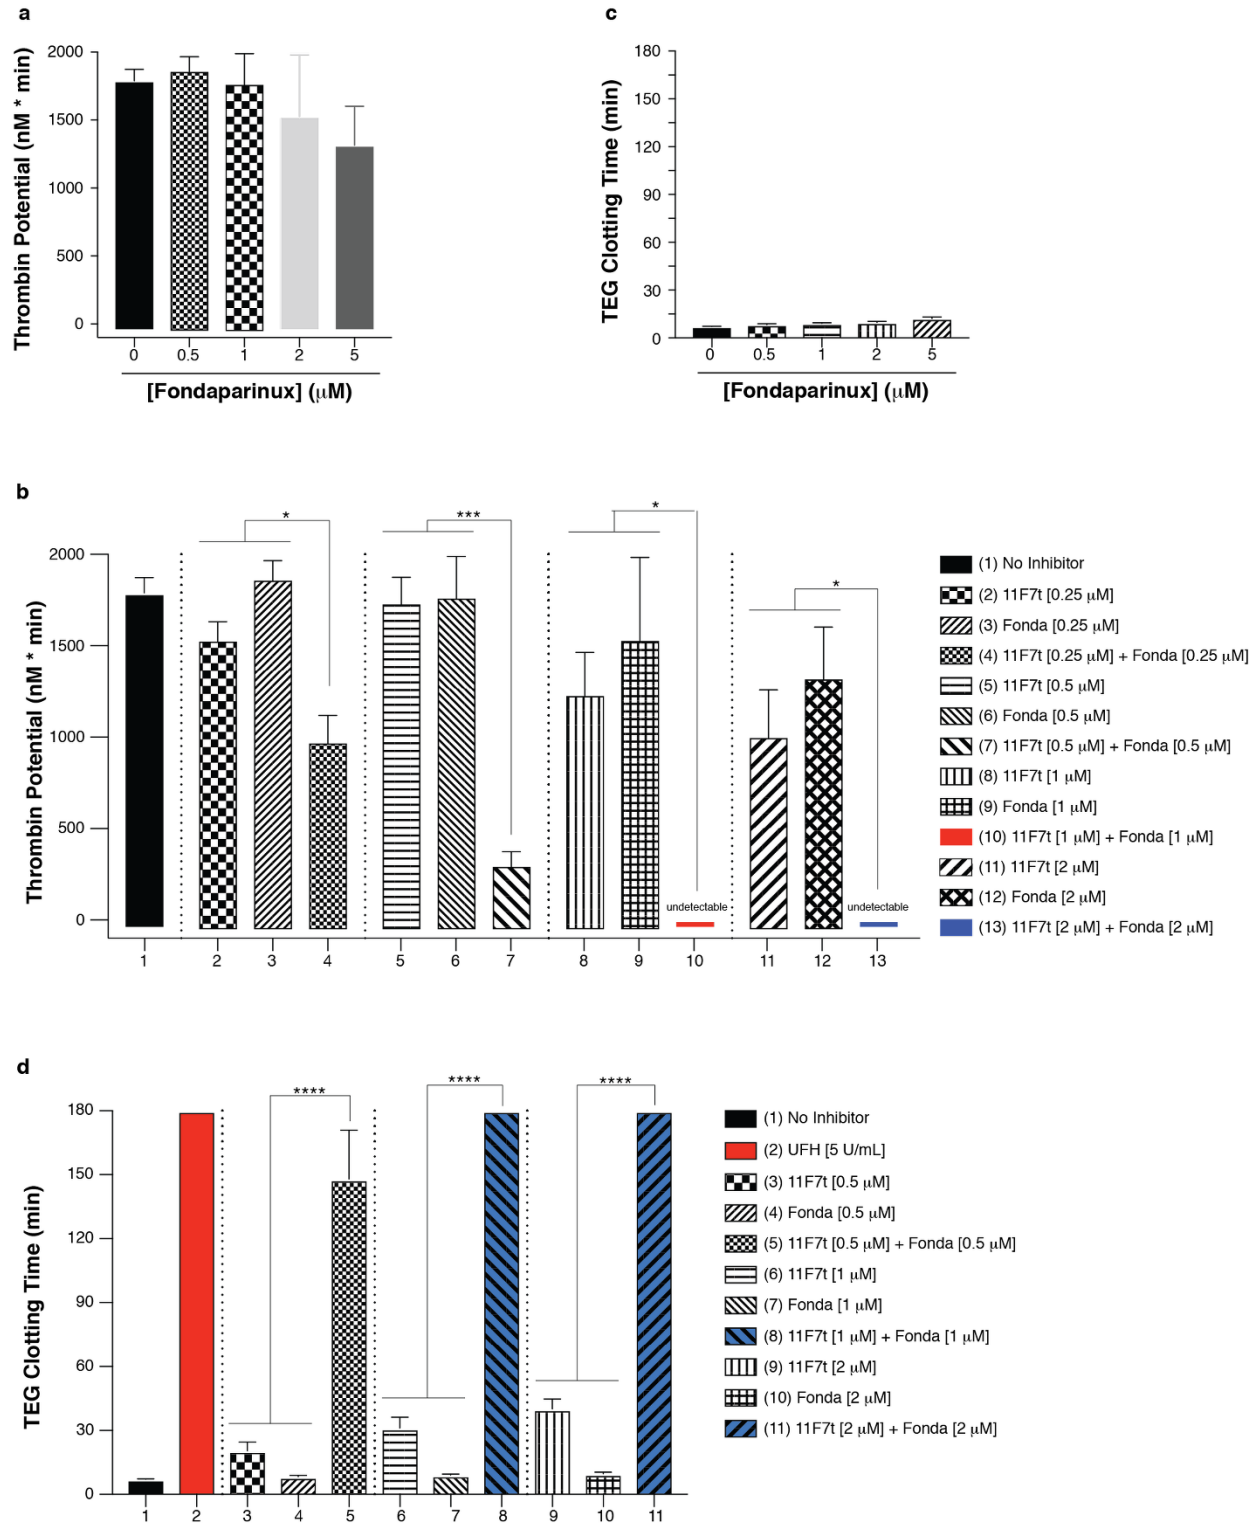 a
Thrombin Potential (nM * min)
2000
1500
1000
500
0
0 0.5 1 2 5
[Fondaparinux] (μM)
c
TEG Clotting Time (min)
180
150
120
90
60
30
0
0 0.5 1 2 5
[Fondaparinux] (μM)
b
Thrombin Potential (nM * min)
2000
1500
1000
500
0
* *** * *
undetectable undetectable
1 2 3 4 5 6 7 8 9 10 11 12 13
(1) No Inhibitor
(2) 11F7t [0.25 μM]
(3) Fonda [0.25 μM]
(4) 11F7t [0.25 μM] + Fonda [0.25 μM]
(5) 11F7t [0.5 μM]
(6) Fonda [0.5 μM]
(7) 11F7t [0.5 μM] + Fonda [0.5 μM]
(8) 11F7t [1 μM]
(9) Fonda [1 μM]
(10) 11F7t [1 μM] + Fonda [1 μM]
(11) 11F7t [2 μM]
(12) Fonda [2 μM]
(13) 11F7t [2 μM] + Fonda [2 μM]
d
TEG Clotting Time (min)
180
150
120
90
60
30
0
**** **** ****
1 2 3 4 5 6 7 8 9 10 11
(1) No Inhibitor
(2) UFH [5 U/mL]
(3) 11F7t [0.5 μM]
(4) Fonda [0.5 μM]
(5) 11F7t [0.5 μM] + Fonda [0.5 μM]
(6) 11F7t [1 μM]
(7) Fonda [1 μM]
(8) 11F7t [1 μM] + Fonda [1 μM]
(9) 11F7t [2 μM]
(10) Fonda [2 μM]
(11) 11F7t [2 μM] + Fonda [2 μM]